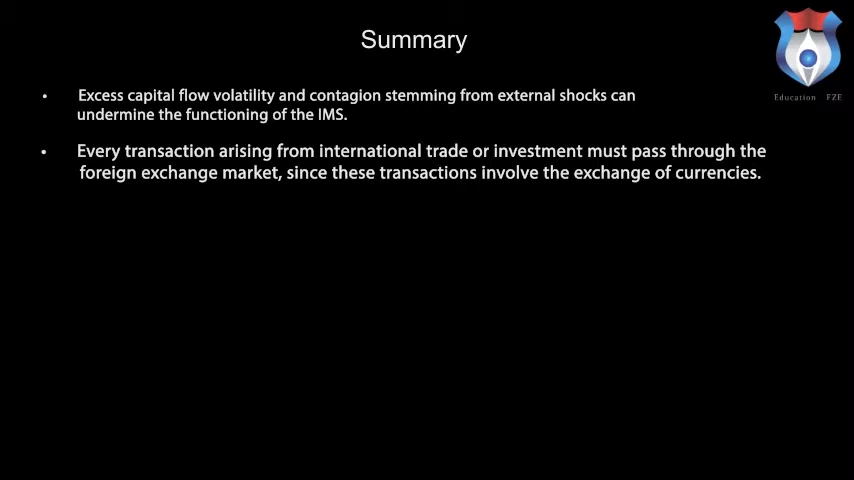 Summary
• Excess capital flow volatility and contagion stemming from external shocks can
undermine the functioning of the IMS.
• Every transaction arising from international trade or investment must pass through the
foreign exchange market, since these transactions involve the exchange of currencies.
Education FZE